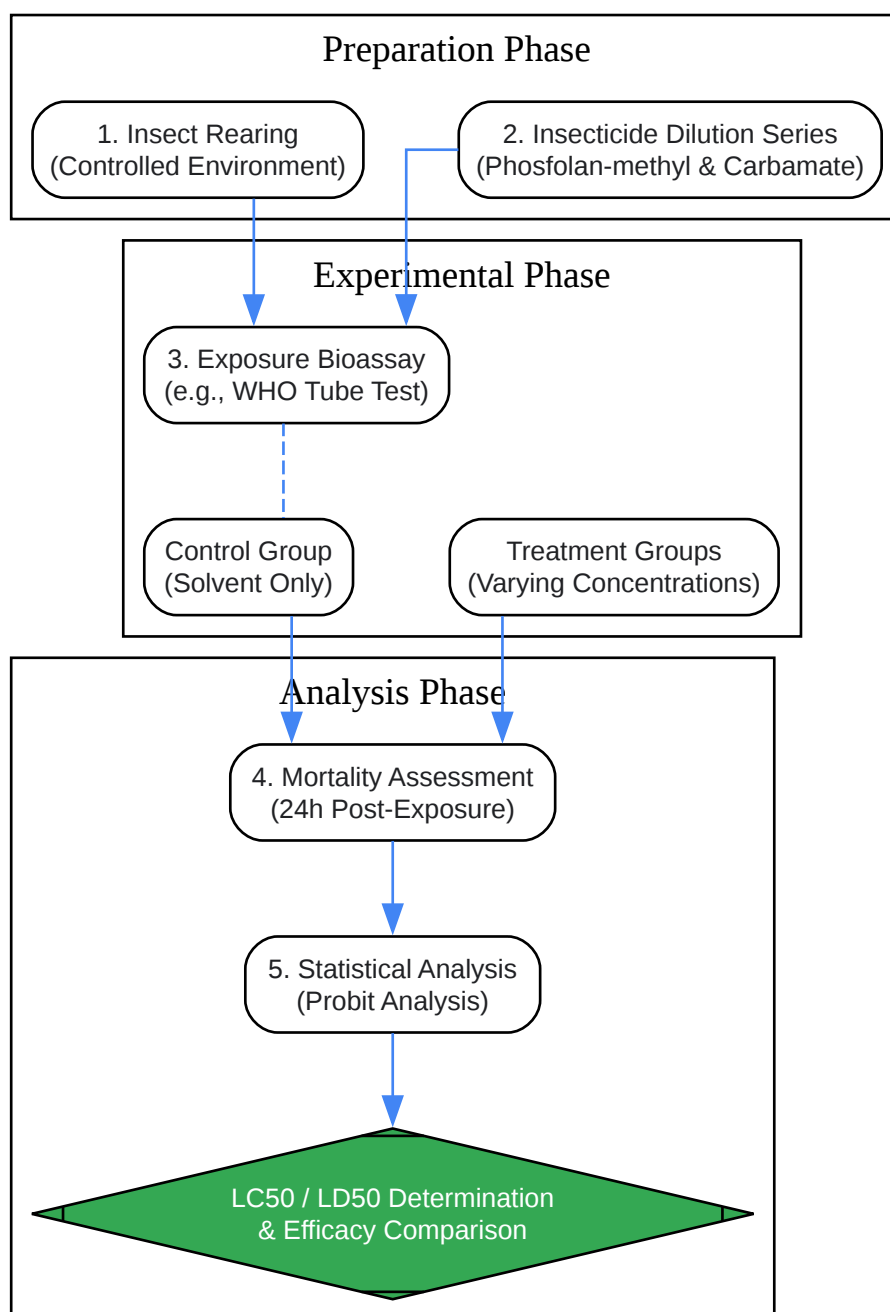 Preparation Phase
1. Insect Rearing
(Controlled Environment)
2. Insecticide Dilution Series
(Phosfolan-methyl & Carbamate)
Experimental Phase
3. Exposure Bioassay
(e.g., WHO Tube Test)
Control Group
(Solvent Only)
Treatment Groups
(Varying Concentrations)
Analysis Phase
4. Mortality Assessment
(24h Post-Exposure)
5. Statistical Analysis
(Probit Analysis)
LC50 / LD50 Determination
& Efficacy Comparison